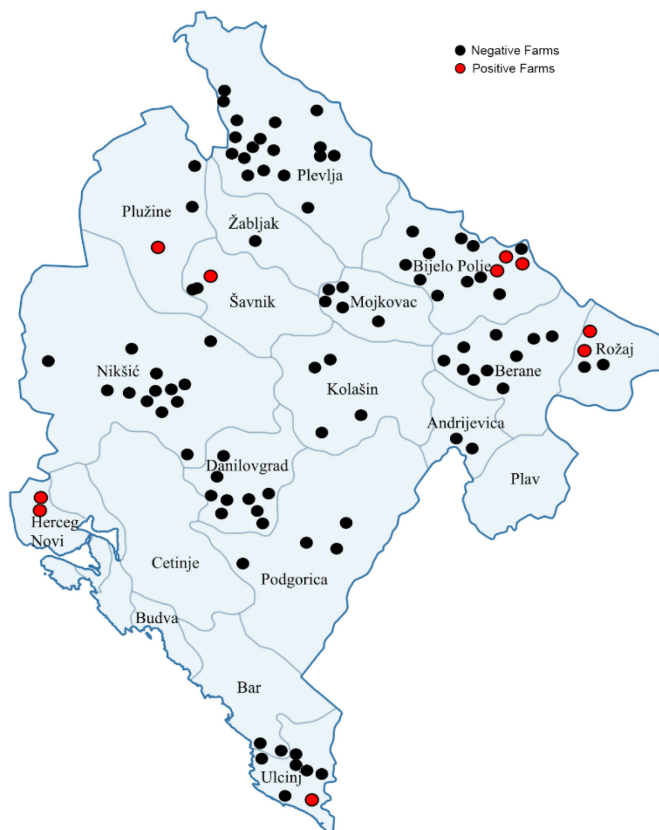 Negative Farms
Positive Farms
Plevlja
Plužine
Žabljak
Bijelo Polje
Šavnik
Mojkovac
Rožaj
Nikšić
Kolašin
Berane
Andrijevica
Danilovgrad
Plav
Herceg
Novi
Cetinje
Podgorica
Budva
Bar
Ulcinj